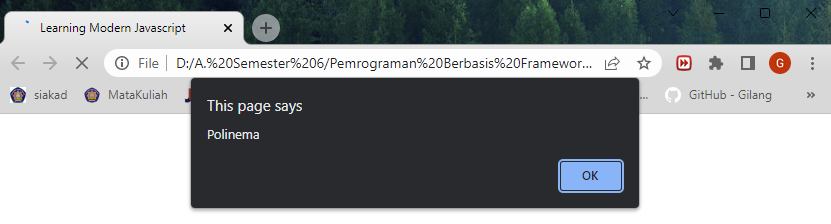 Learning Modern Javascript
File D:/A.%20Semester%206/Pemrograman%20Berbasis%20Framewor...
G
siakad MataKuliah ... GitHub - Gilang »
This page says
Polinema
OK